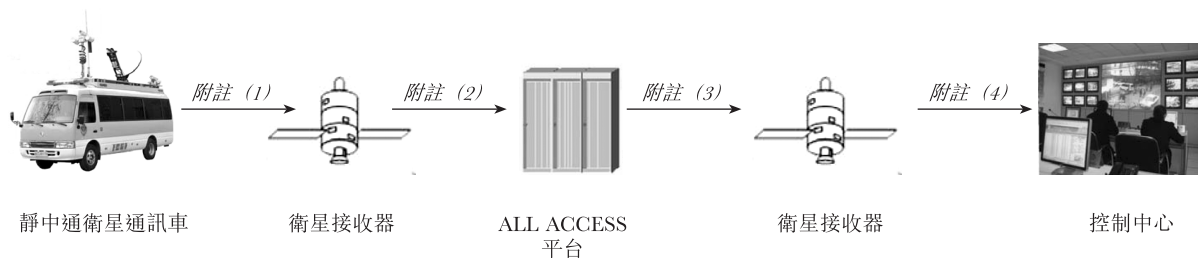 附註 (1)
附註 (2)
附註 (3)
附註 (4)
靜中通衛星通訊車
衛星接收器
ALL ACCESS
平台
衛星接收器
控制中心